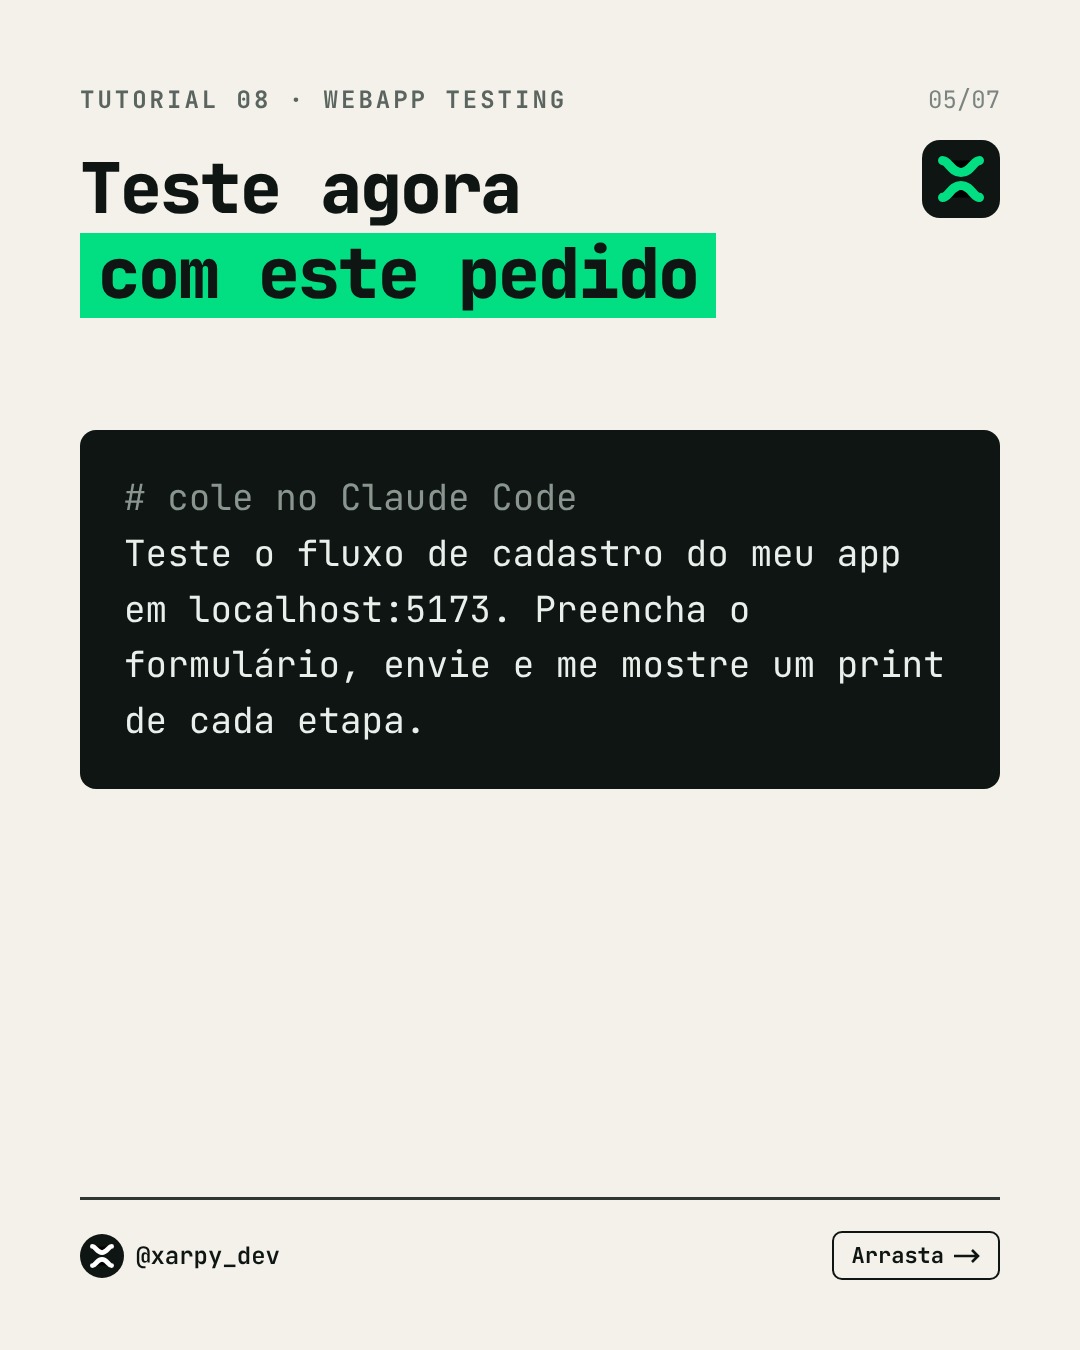 TUTORIAL 08 · WEBAPP TESTING
05/07
Teste agora
com este pedido
# cole no Claude Code
Teste o fluxo de cadastro do meu app
em localhost:5173. Preencha o
formulário, envie e me mostre um print
de cada etapa.
@xarpy_dev
Arrasta →